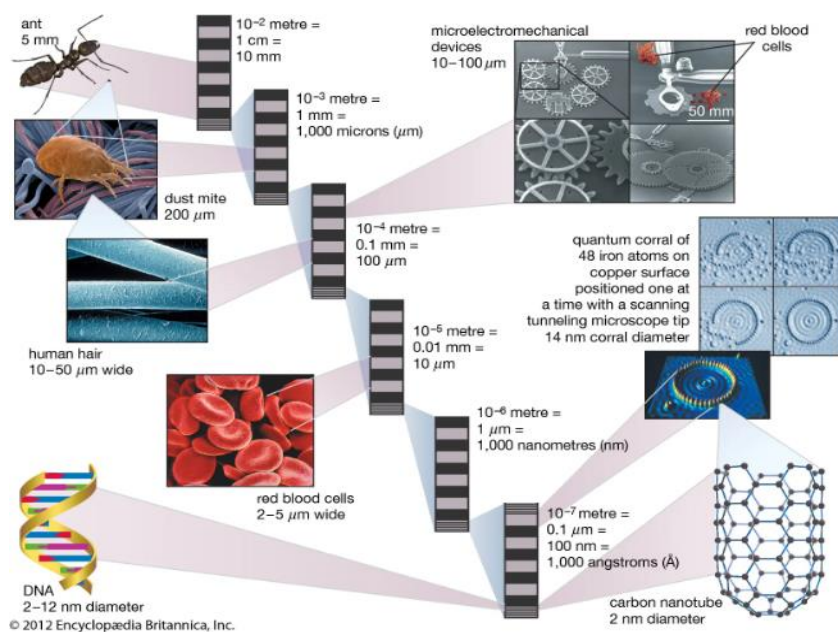 ant
5 mm
10⁻² metre =
1 cm =
10 mm
microelectromechanical
devices
10–100 μm
red blood
cells
50 mm
10⁻³ metre =
1 mm =
1,000 microns (μm)
dust mite
200 μm
10⁻⁴ metre =
0.1 mm =
100 μm
quantum corral of
48 iron atoms on
copper surface
positioned one at
a time with a scanning
tunneling microscope tip
14 nm corral diameter
human hair
10–50 μm wide
10⁻⁵ metre =
0.01 mm =
10 μm
red blood cells
2–5 μm wide
10⁻⁶ metre =
1 μm =
1,000 nanometres (nm)
10⁻⁷ metre =
0.1 μm =
100 nm =
1,000 angstroms (Å)
DNA
2–12 nm diameter
carbon nanotube
2 nm diameter
© 2012 Encyclopædia Britannica, Inc.